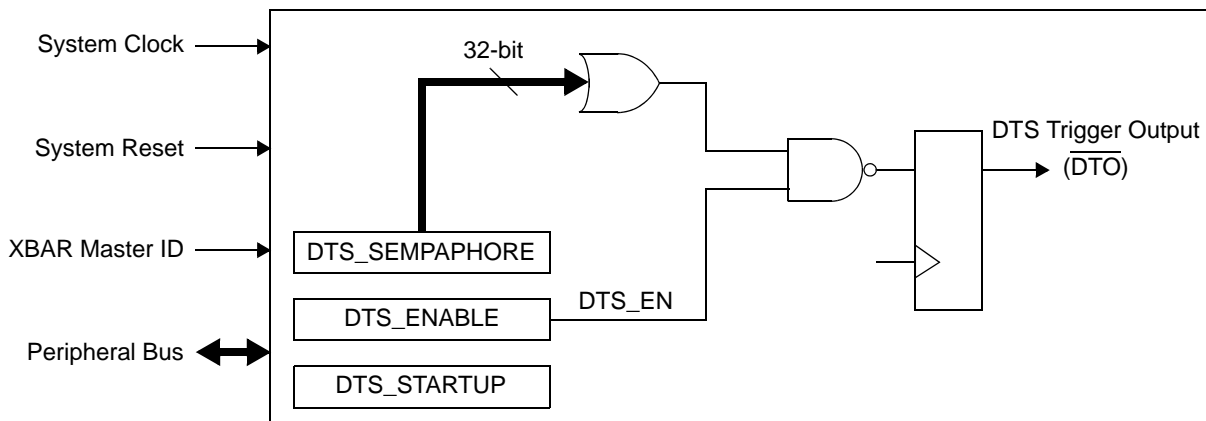 System Clock
System Reset
XBAR Master ID
Peripheral Bus
32-bit
DTS_SEMPAPHORE
DTS_ENABLE
DTS_STARTUP
DTS_EN
DTS Trigger Output
(DTO)